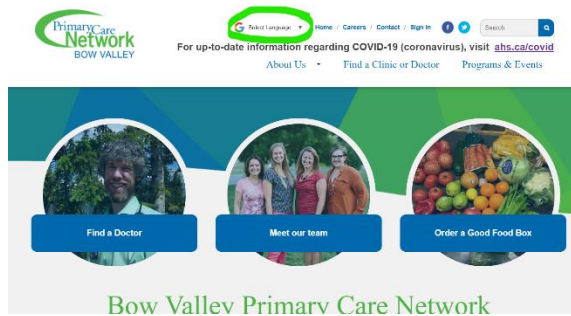 PrimaryCare
Network
BOW VALLEY
G Select Language ▼ Home / Careers / Contact / Sign In f Search
For up-to-date information regarding COVID-19 (coronavirus), visit ahs.ca/covid
About Us Find a Clinic or Doctor Programs & Events
Find a Doctor
Meet our team
Order a Good Food Box
Bow Valley Primary Care Network